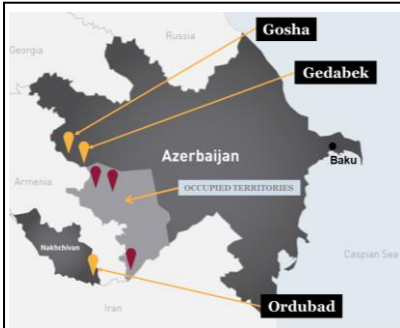 Gosha
Russia
Georgia
Gedabek
Azerbaijan
Baku
Armenia
OCCUPIED TERRITORIES
Nakhchivan
Caspian Sea
Iran
Ordubad